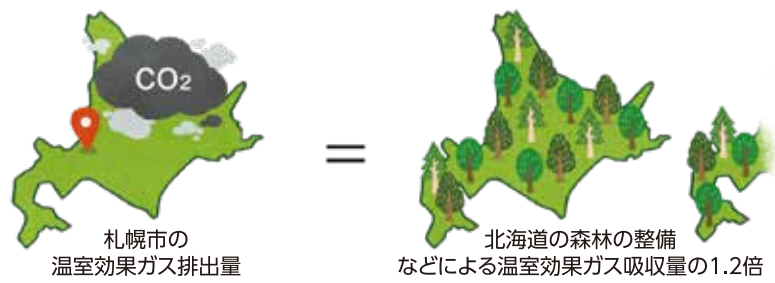 CO2
＝
札幌市の
温室効果ガス排出量
北海道の森林の整備
などによる温室効果ガス吸収量の1.2倍